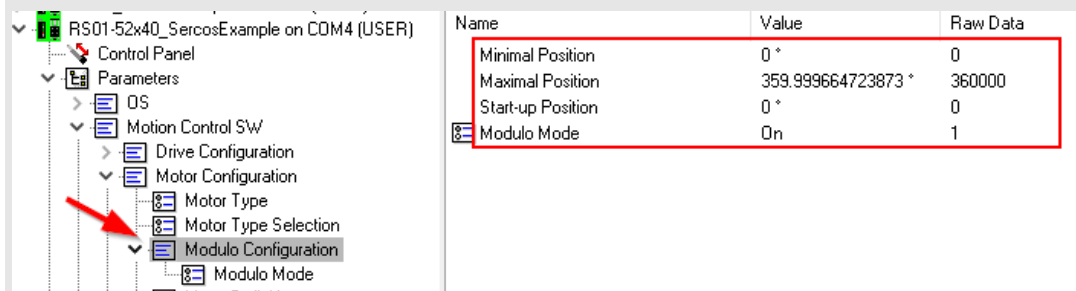 RS01-52x40_SercosExample on COM4 (USER)
Control Panel
Parameters
OS
Motion Control SW
Drive Configuration
Motor Configuration
Motor Type
Motor Type Selection
Modulo Configuration
Modulo Mode
Name Value Raw Data
Minimal Position 0 ° 0
Maximal Position 359.999664723873 ° 360000
Start-up Position 0 ° 0
Modulo Mode On 1